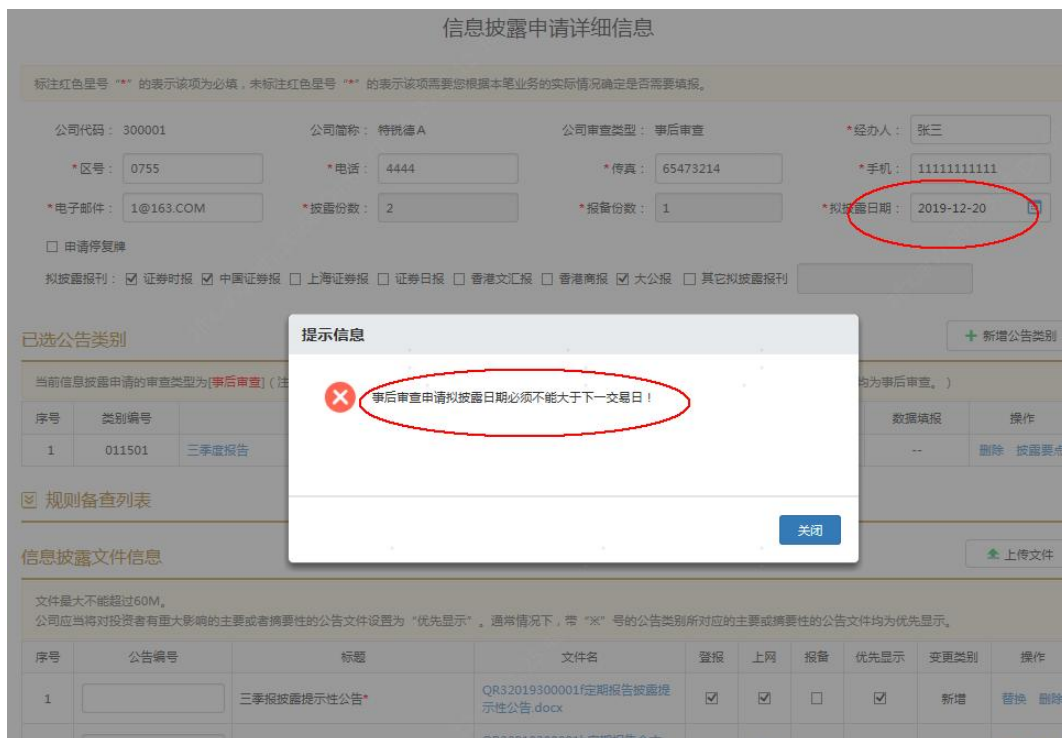 信息披露申请详细信息
标注红色星号 "*" 的表示该项为必填，未标注红色星号 "*" 的表示该项需要您根据本笔业务的实际情况确定是否需要填报。
公司代码： 300001 公司简称： 特锐德A 公司审查类型： 事后审查 *经办人： 张三
*区号： 0755 *电话： 4444 *传真： 65473214 *手机： 11111111111
*电子邮件： 1@163.COM *披露份数： 2 *报备份数： 1 *拟披露日期： 2019-12-20
申请停复牌
拟披露报刊： 证券时报 中国证券报 上海证券报 证券日报 香港文汇报 香港商报 大公报 其它拟披露报刊
提示信息
已选公告类别 新增公告类别
当前信息披露申请的审查类型为[事后审查]（注 均为事后审查。）
事后审查申请拟披露日期必须不能大于下一交易日！
序号 类别编号 数据填报 操作
1 011501 三季度报告 -- 删除 披露要点
规则备查列表
关闭
信息披露文件信息 上传文件
文件最大不能超过60M。
公司应当将对投资者有重大影响的主要或者摘要性的公告文件设置为 "优先显示" 。通常情况下，带 "※" 号的公告类别所对应的主要或摘要性的公告文件均为优先显示。
序号 公告编号 标题 文件名 登报 上网 报备 优先显示 变更类别 操作
1 三季报披露提示性公告* QR32019300001f定期报告披露提示性公告.docx 新增 替换 删除